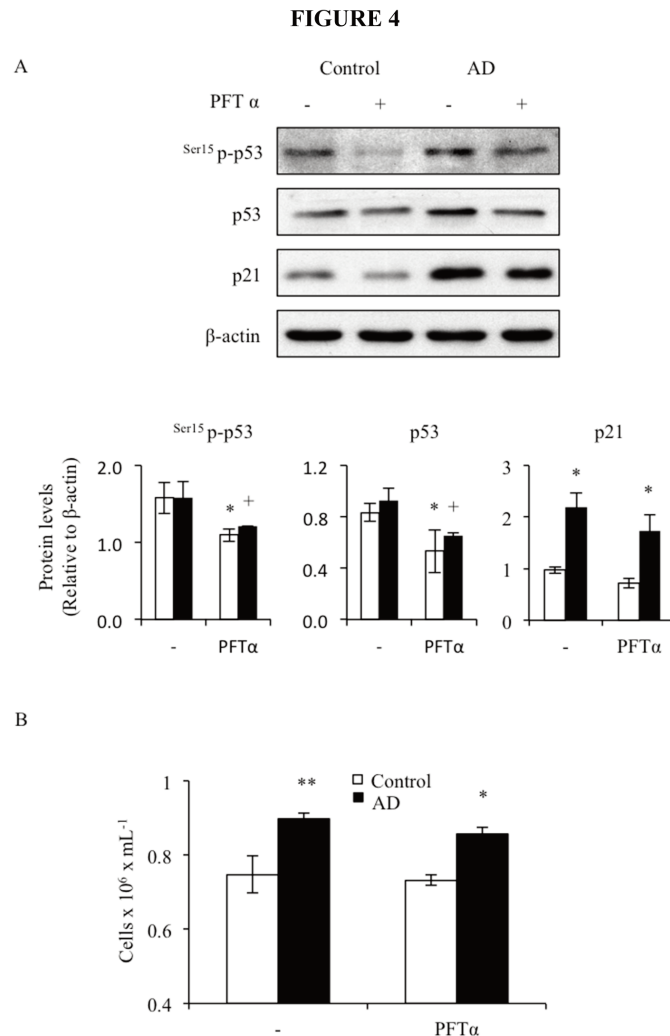 FIGURE 4
A
Control AD
PFT α - + - +
Ser15 p-p53
p53
p21
β-actin
Ser15 p-p53 p53 p21
Protein levels
(Relative to β-actin)
2.0
1.0
0.0
* +
- PFTα
1.2
0.8
0.4
0.0
* +
- PFTα
3
2
1
0
* *
- PFTα
B
Cells x 10⁶ x mL⁻¹
1
0.8
0.6
0.4
** *
Control
AD
- PFTα